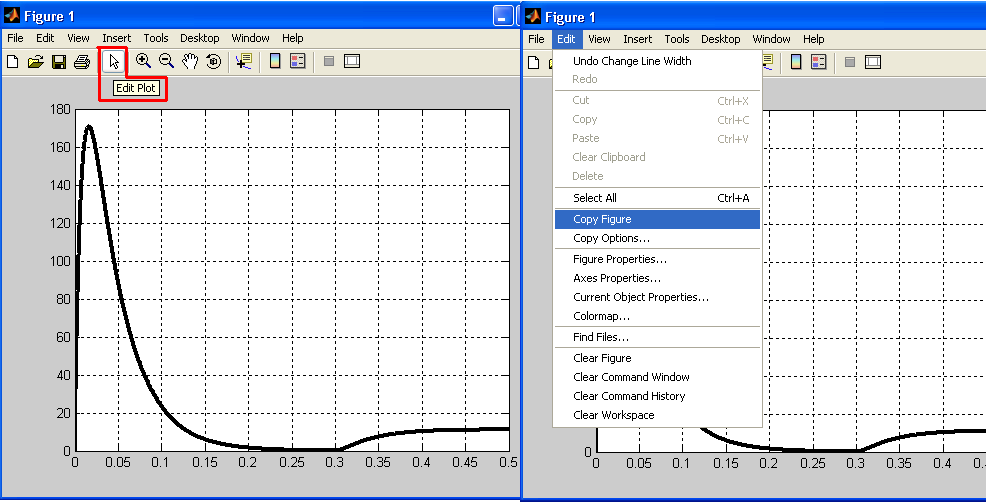 Figure 1
File Edit View Insert Tools Desktop Window Help
Edit Plot
180
160
140
120
100
80
60
40
20
0
0 0.05 0.1 0.15 0.2 0.25 0.3 0.35 0.4 0.45 0.5
Figure 1
File Edit View Insert Tools Desktop Window Help
Undo Change Line Width
Redo
Cut Ctrl+X
Copy Ctrl+C
Paste Ctrl+V
Clear Clipboard
Delete
Select All Ctrl+A
Copy Figure
Copy Options...
Figure Properties...
Axes Properties...
Current Object Properties...
Colormap...
Find Files...
Clear Figure
Clear Command Window
Clear Command History
Clear Workspace
0
0 0.05 0.1 0.15 0.2 0.25 0.3 0.35 0.4 0.4